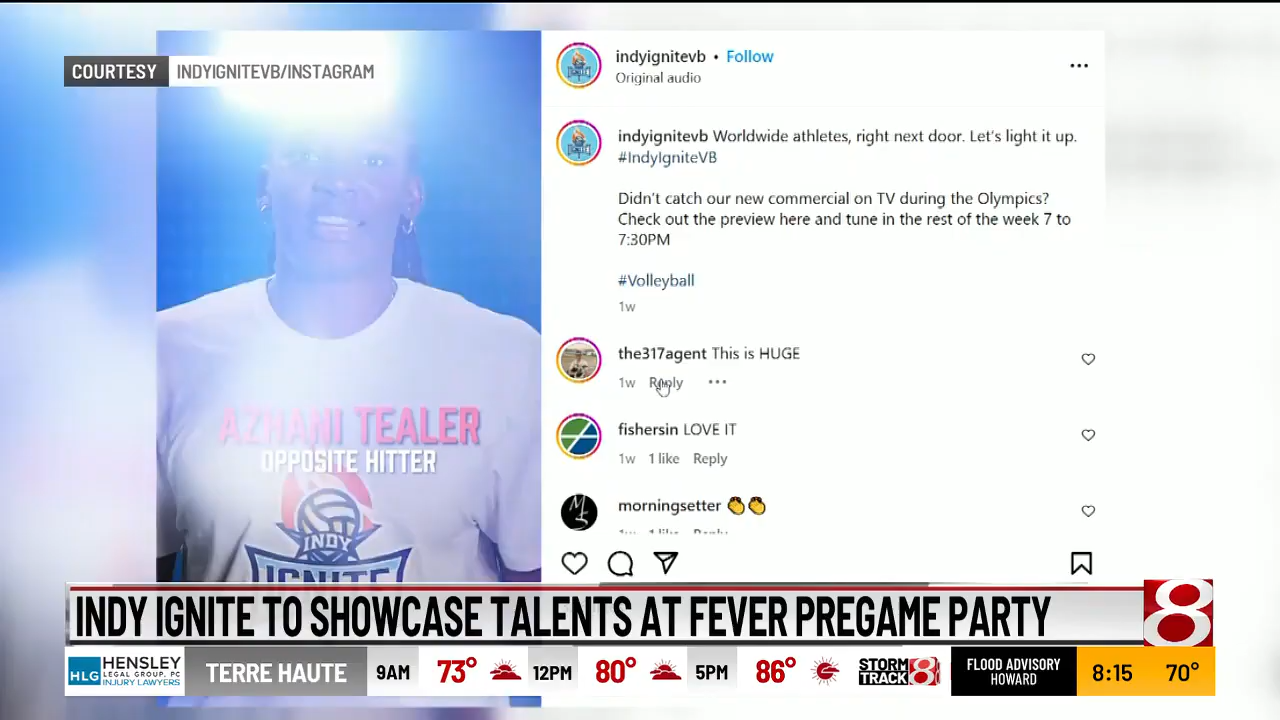 COURTESY INDYIGNITEVB/INSTAGRAM
AZHANI TEALER
OPPOSITE HITTER
INDY
IGNITE
indyignitevb • Follow
Original audio
indyignitevb Worldwide athletes, right next door. Let's light it up.
#IndyIgniteVB
Didn't catch our new commercial on TV during the Olympics?
Check out the preview here and tune in the rest of the week 7 to
7:30PM
#Volleyball
1w
the317agent This is HUGE
1w Reply
fishersin LOVE IT
1w 1 like Reply
morningsetter 👏👏
1w 1 like Reply
INDY IGNITE TO SHOWCASE TALENTS AT FEVER PREGAME PARTY
8
HLG HENSLEY
LEGAL GROUP, PC
INJURY LAWYERS
TERRE HAUTE 9AM 73° 12PM 80° 5PM 86°
STORM
TRACK 8
FLOOD ADVISORY
HOWARD
8:15 70°